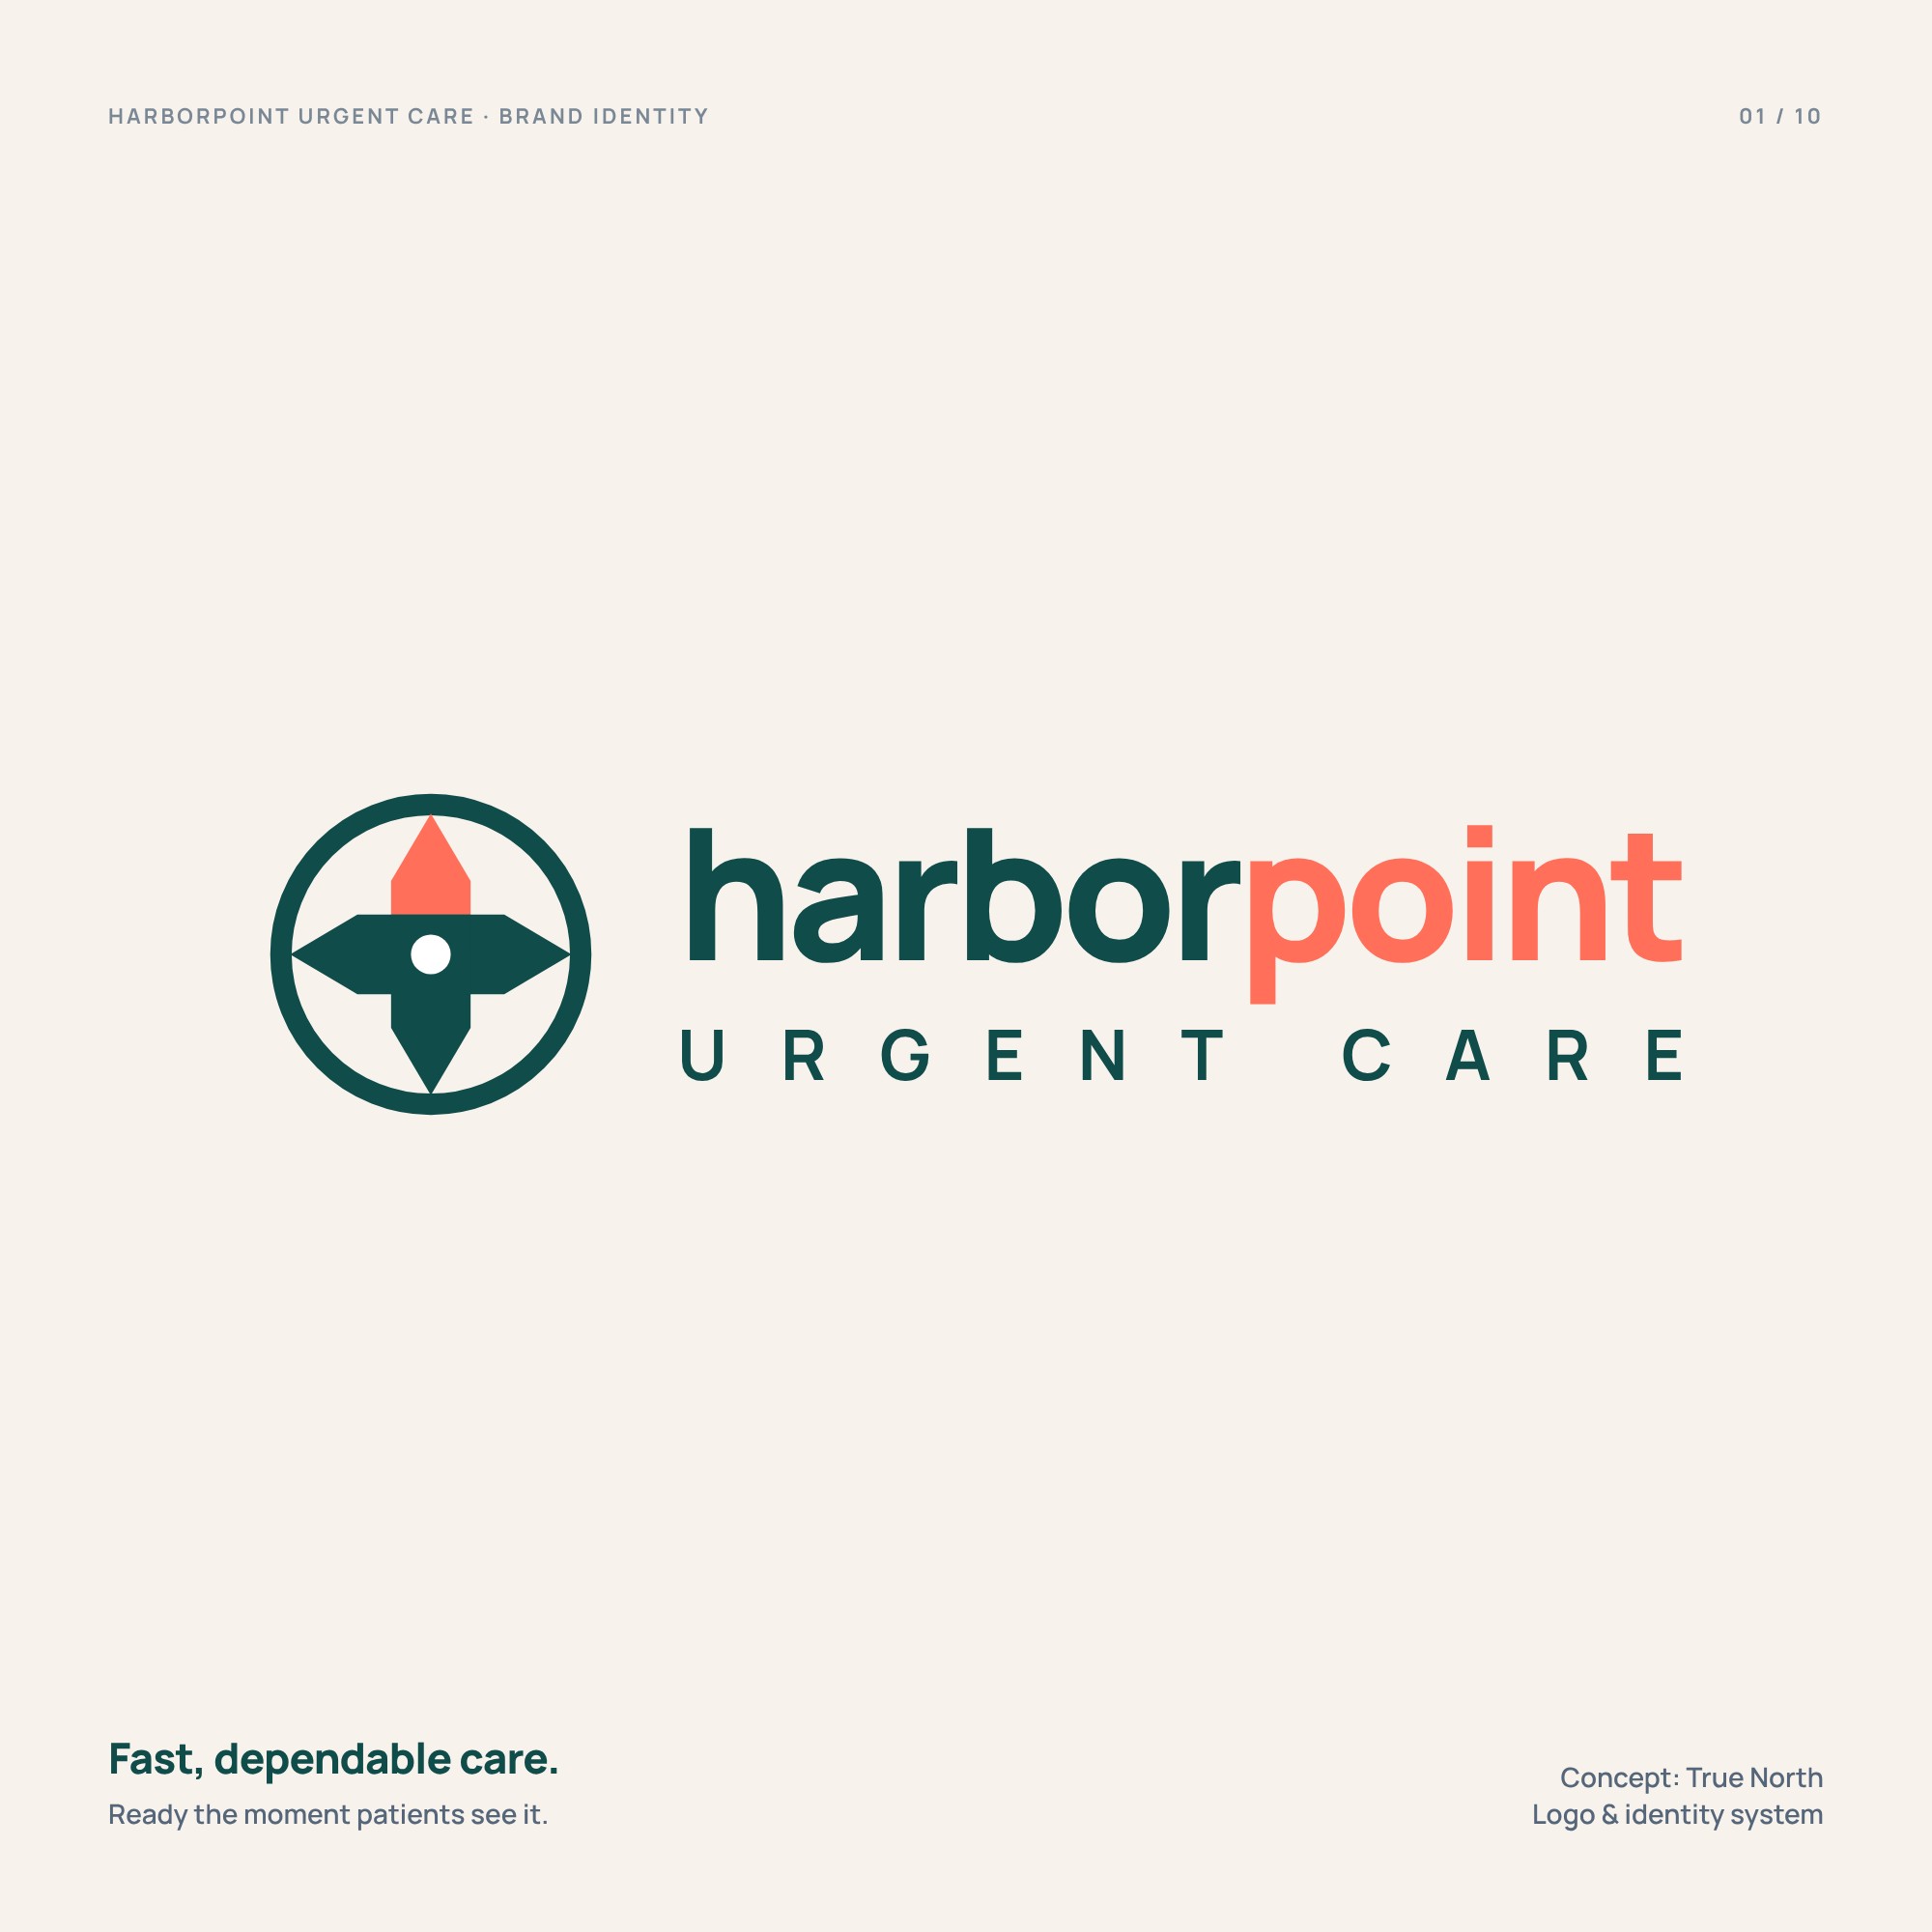 HARBORPOINT URGENT CARE · BRAND IDENTITY
01 / 10
harborpoint
URGENT CARE
Fast, dependable care.
Ready the moment patients see it.
Concept: True North
Logo & identity system